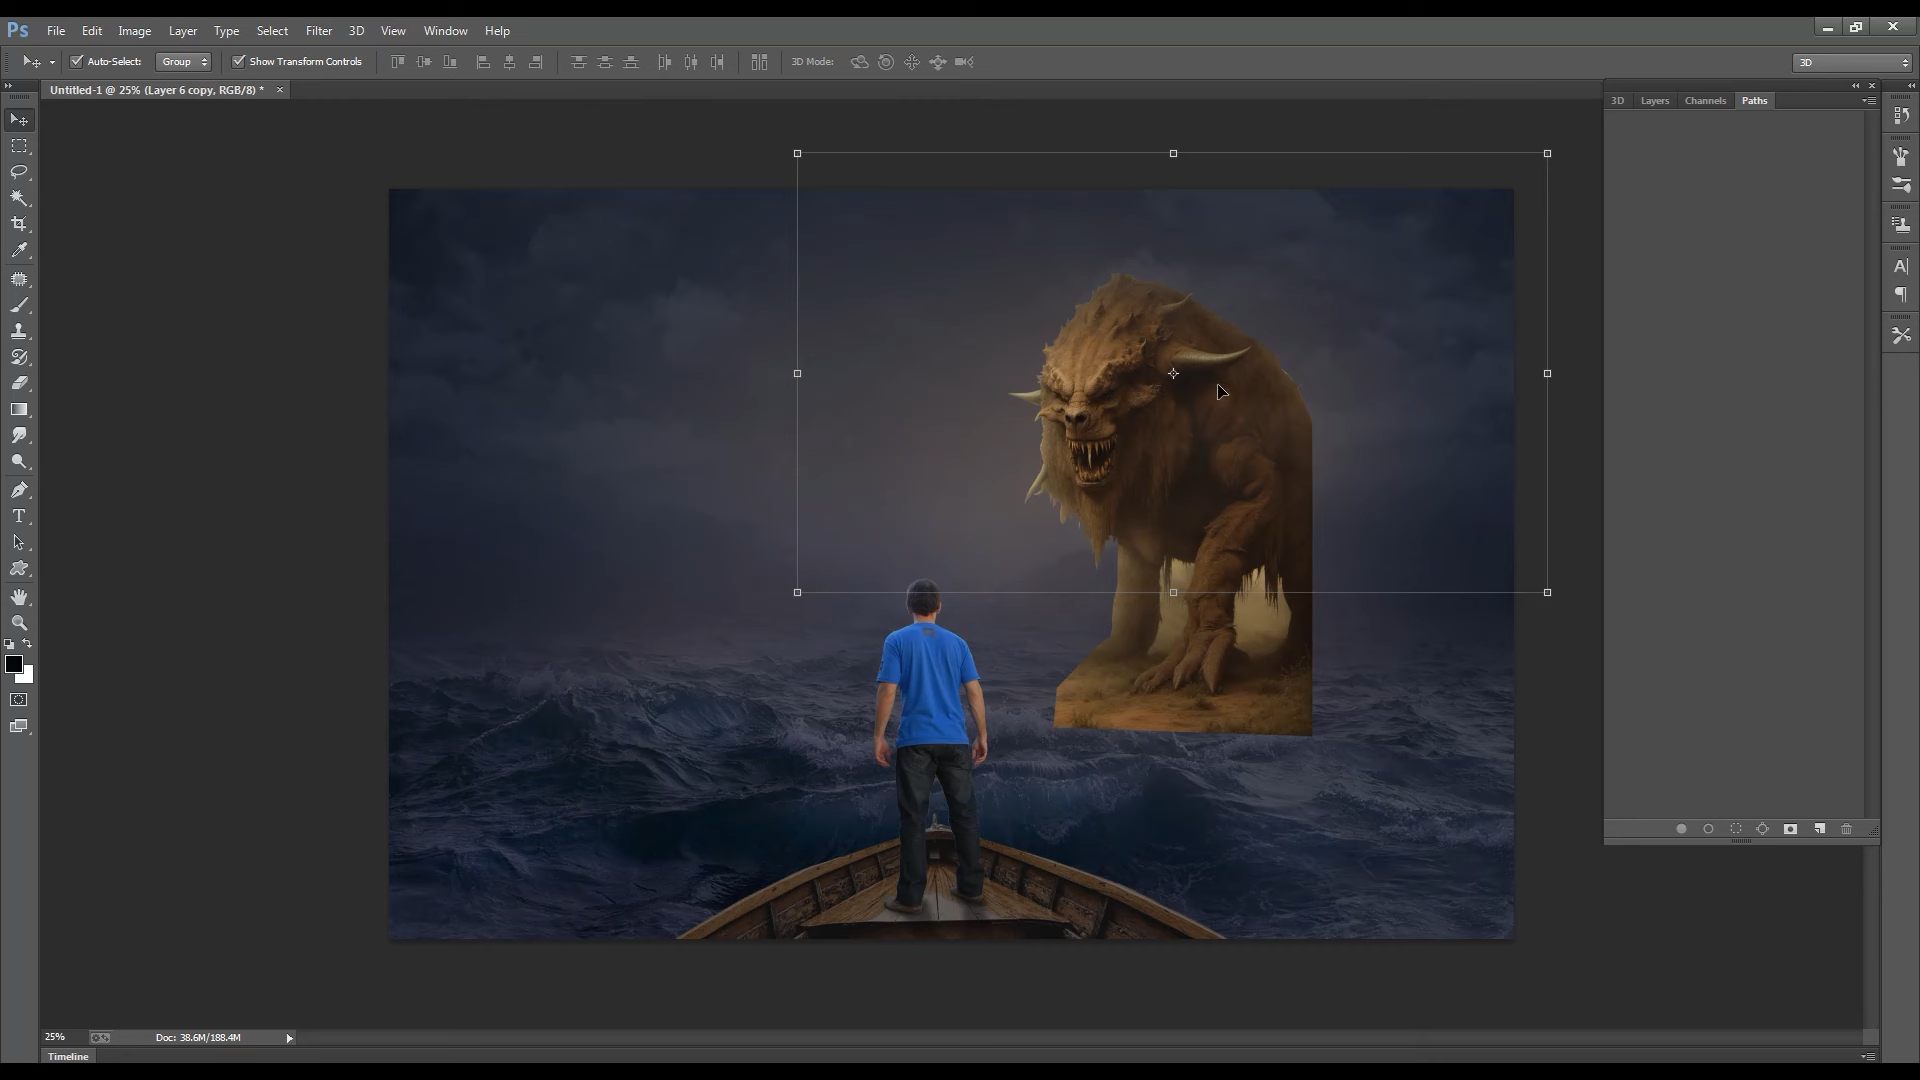 Ps File Edit Image Layer Type Select Filter 3D View Window Help
Auto-Select: Group Show Transform Controls 3D Mode: 3D
Untitled-1 @ 25% (Layer 6 copy, RGB/8) * ×
3D Layers Channels Paths
25% Doc: 38.6M/188.4M
Timeline